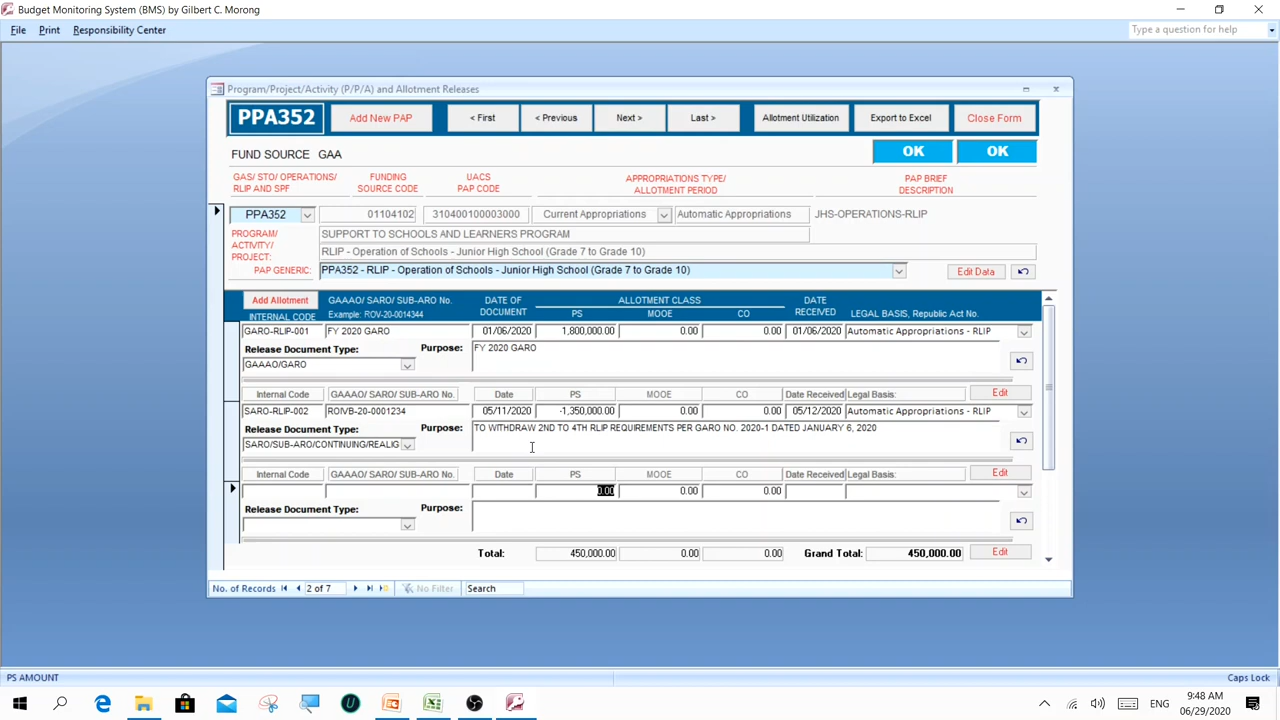 Budget Monitoring System (BMS) by Gilbert C. Morong
File Print Responsibility Center
Type a question for help
Program/Project/Activity (P/P/A) and Allotment Releases
PPA352 Add New PAP < First < Previous Next > Last > Allotment Utilization Export to Excel Close Form
FUND SOURCE GAA OK OK
GAS/ STO/ OPERATIONS/ RLIP AND SPF
FUNDING SOURCE CODE
UACS PAP CODE
APPROPRIATIONS TYPE/ ALLOTMENT PERIOD
PAP BRIEF DESCRIPTION
PPA352 01104102 310400100003000 Current Appropriations Automatic Appropriations JHS-OPERATIONS-RLIP
PROGRAM/ SUPPORT TO SCHOOLS AND LEARNERS PROGRAM
ACTIVITY/
PROJECT: RLIP - Operation of Schools - Junior High School (Grade 7 to Grade 10)
PAP GENERIC: PPA352 - RLIP - Operation of Schools - Junior High School (Grade 7 to Grade 10) Edit Data
Add Allotment GAAAO/ SARO/ SUB-ARO No. DATE OF DOCUMENT ALLOTMENT CLASS DATE RECEIVED LEGAL BASIS, Republic Act No.
INTERNAL CODE Example: ROV-20-0014344 PS MOOE CO
GARO-RLIP-001 FY 2020 GARO 01/06/2020 1,800,000.00 0.00 0.00 01/06/2020 Automatic Appropriations - RLIP
Release Document Type: Purpose: FY 2020 GARO
GAAAO/GARO
Internal Code GAAAO/ SARO/ SUB-ARO No. Date PS MOOE CO Date Received Legal Basis: Edit
SARO-RLIP-002 ROIVB-20-0001234 05/11/2020 -1,350,000.00 0.00 0.00 05/12/2020 Automatic Appropriations - RLIP
Release Document Type: Purpose: TO WITHDRAW 2ND TO 4TH RLIP REQUIREMENTS PER GARO NO. 2020-1 DATED JANUARY 6, 2020
SARO/SUB-ARO/CONTINUING/REALIG
Internal Code GAAAO/ SARO/ SUB-ARO No. Date PS MOOE CO Date Received Legal Basis: Edit
0.00 0.00 0.00
Release Document Type: Purpose:
Total: 450,000.00 0.00 0.00 Grand Total: 450,000.00 Edit
No. of Records 2 of 7 No Filter Search
PS AMOUNT Caps Lock
ENG 9:48 AM
06/29/2020